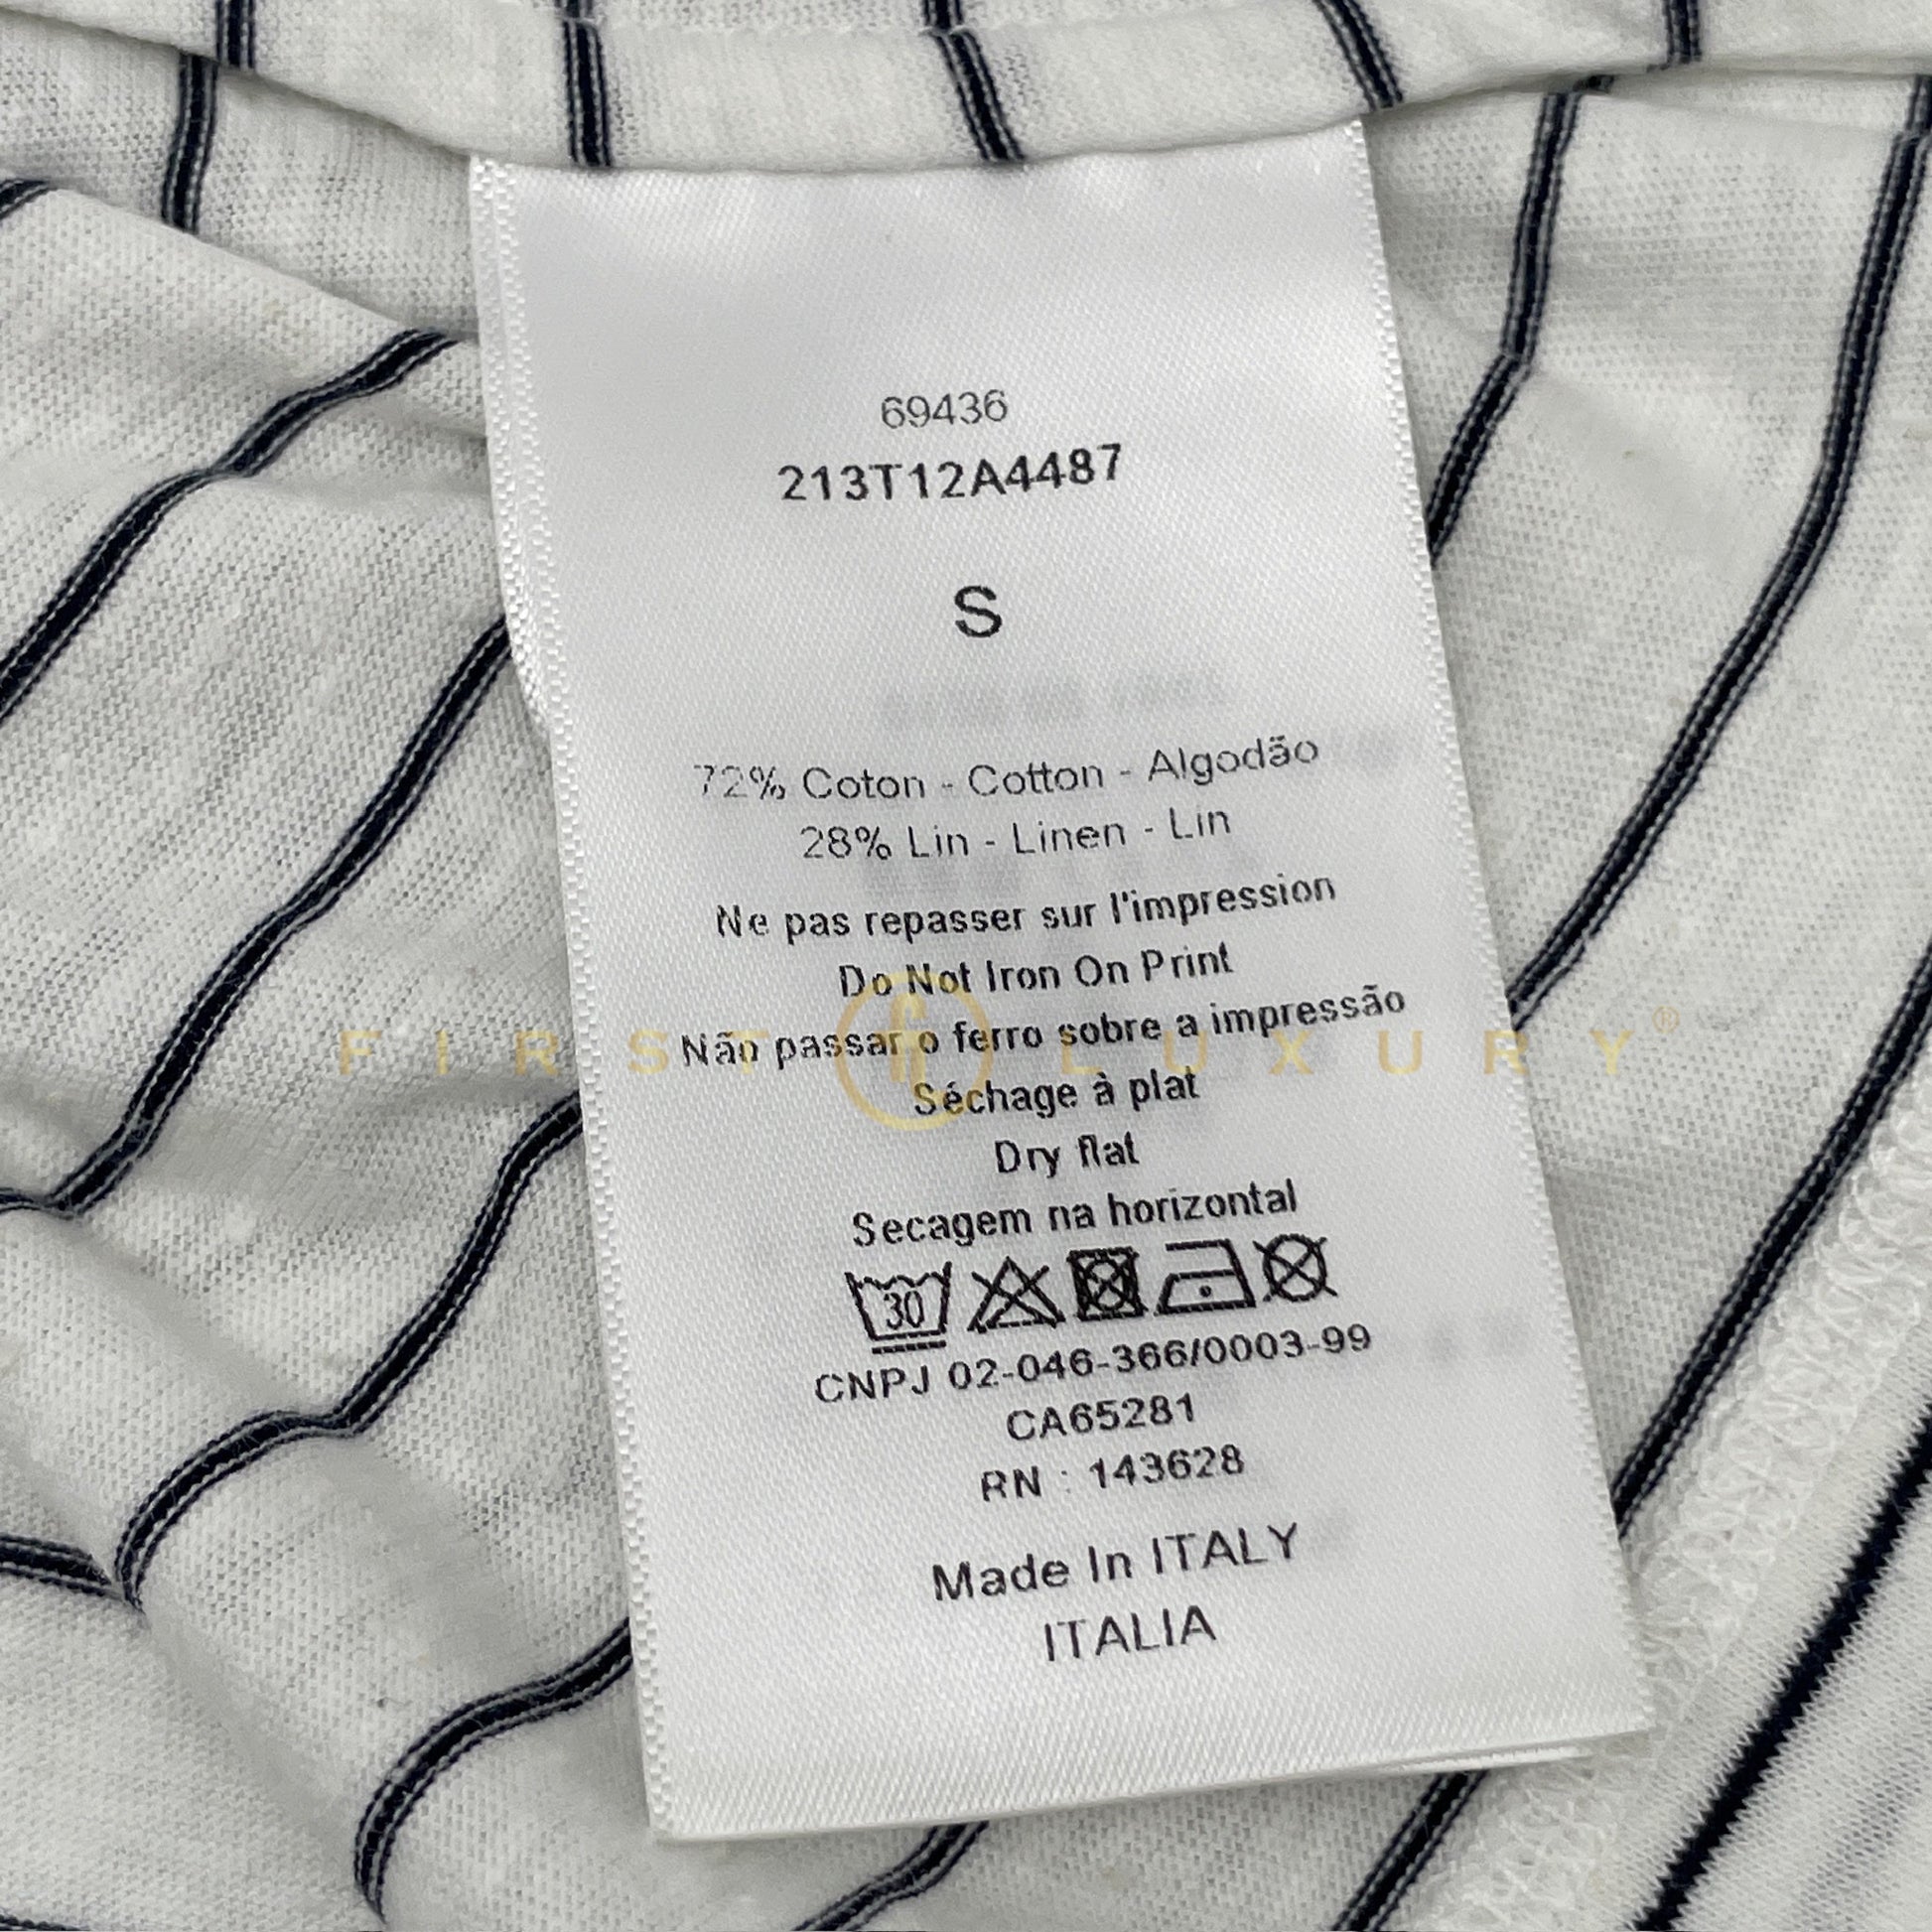 69436
213T12A4487
S
72% Coton - Cotton - Algodão
28% Lin - Linen - Lin
Ne pas repasser sur l'impression
Do Not Iron On Print
Não passar o ferro sobre a impressão
FIRST LUXURY®
Séchage à plat
Dry flat
Secagem na horizontal
30
CNPJ 02-046-366/0003-99
CA65281
RN : 143628
Made In ITALY
ITALIA